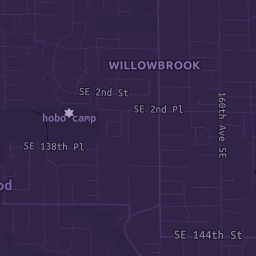 WILLOWBROOK
SE 2nd St
SE 2nd Pl
160th Ave SE
hobo camp
SE 138th Pl
od
SE 144th St